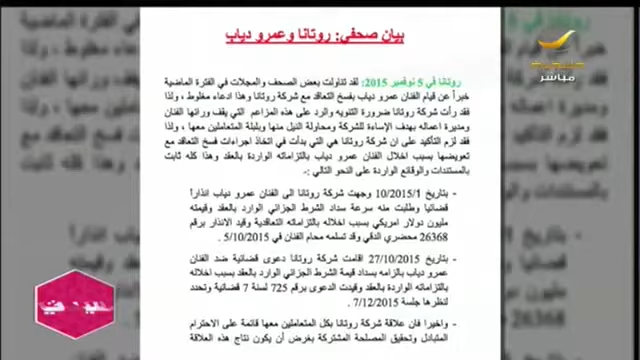 بيان صحفي: روتانا وعمرو دياب
روتانا في 5 نوفمبر 2015: لقد تناولت بعض الصحف والمجلات في الفترة الماضية
خبراً عن قيام الفنان عمرو دياب بفسخ التعاقد مع شركة روتانا وهذا ادعاء مغلوط ، ولذا
فقد رأت شركة روتانا ضرورة التنويه والرد على هذه المزاعم التي يقف ورائها الفنان
ومديرة اعماله بهدف الإساءة للشركة ومحاولة النيل منها وبلبلة المتعاملين معها ، ولذا
فقد لزم التأكيد على ان شركة روتانا هي التي بدأت في اتخاذ اجراءات فسخ التعاقد مع
تعويضها بسبب اخلال الفنان عمرو دياب بالتزاماته الواردة بالعقد وهذا كله ثابت
بالمستندات والوقائع الواردة على النحو التالي :-
- بتاريخ 10/2015/1 وجهت شركة روتانا الى الفنان عمرو دياب انذاراً
قضائيا وطلبت منه سرعة سداد الشرط الجزائي الوارد بالعقد وقيمته
مليون دولار امريكي بسبب اخلاله بالتزاماته التعاقدية وقيد الانذار برقم
26368 محضري الدقي وقد تسلمه محام الفنان في 5/10/2015 .
- بتاريخ 27/10/2015 اقامت شركة روتانا دعوى قضائية ضد الفنان
عمرو دياب بالزامه بسداد قيمة الشرط الجزائي الوارد بالعقد بسبب اخلاله
بالتزاماته الواردة بالعقد وقيدت الدعوى برقم 725 لسنة 7 قضائية وتحدد
لنظرها جلسة 7/12/2015 .
- واخيرا فان علاقة شركة روتانا بكل المتعاملين معها قائمة على الاحترام
المتبادل وتحقيق المصلحة المشتركة بغرض أن يكون نتاج هذه العلاقة
مباشر